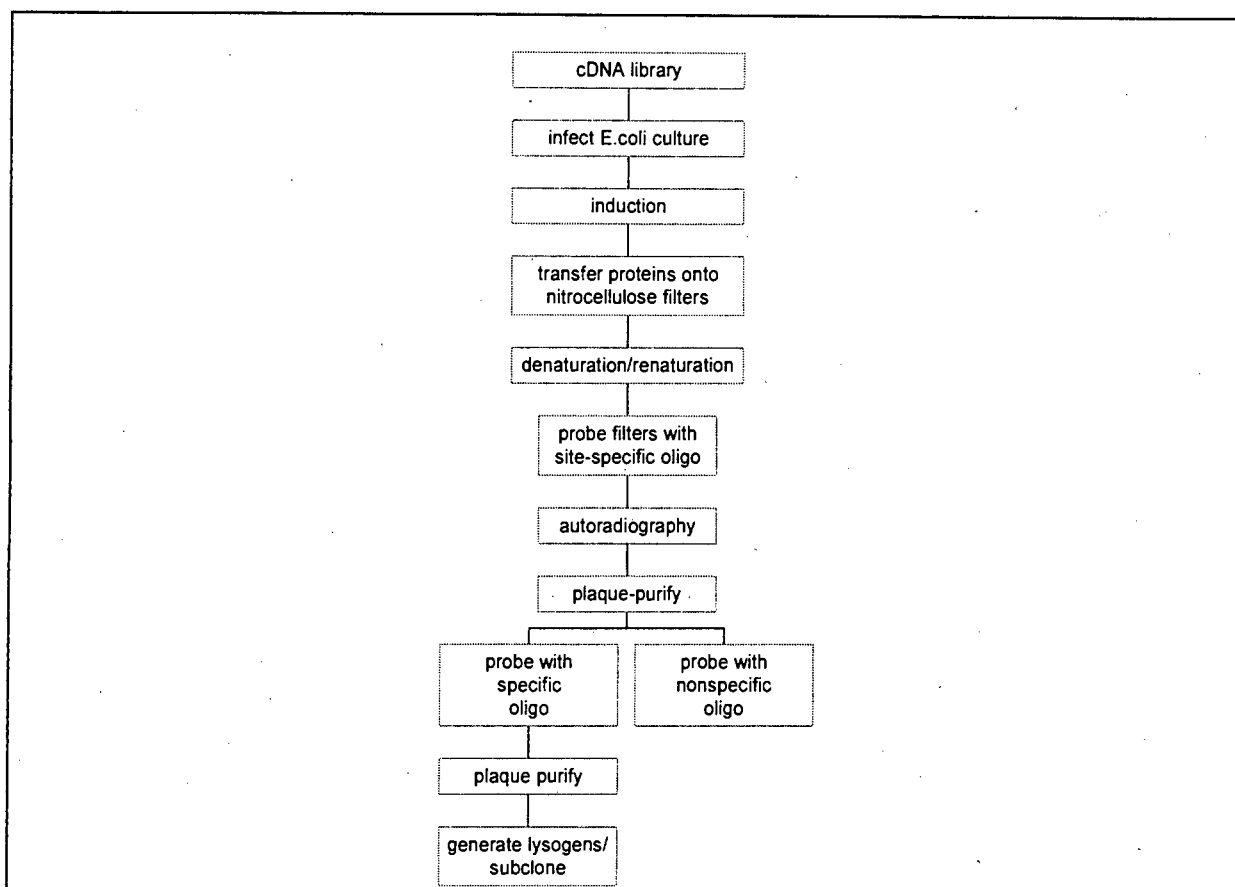 cDNA library
infect E.coli culture
induction
transfer proteins onto
nitrocellulose filters
denaturation/renaturation
probe filters with
site-specific oligo
autoradiography
plaque-purify
probe with
specific
oligo
probe with
nonspecific
oligo
plaque purify
generate lysogens/
subclone